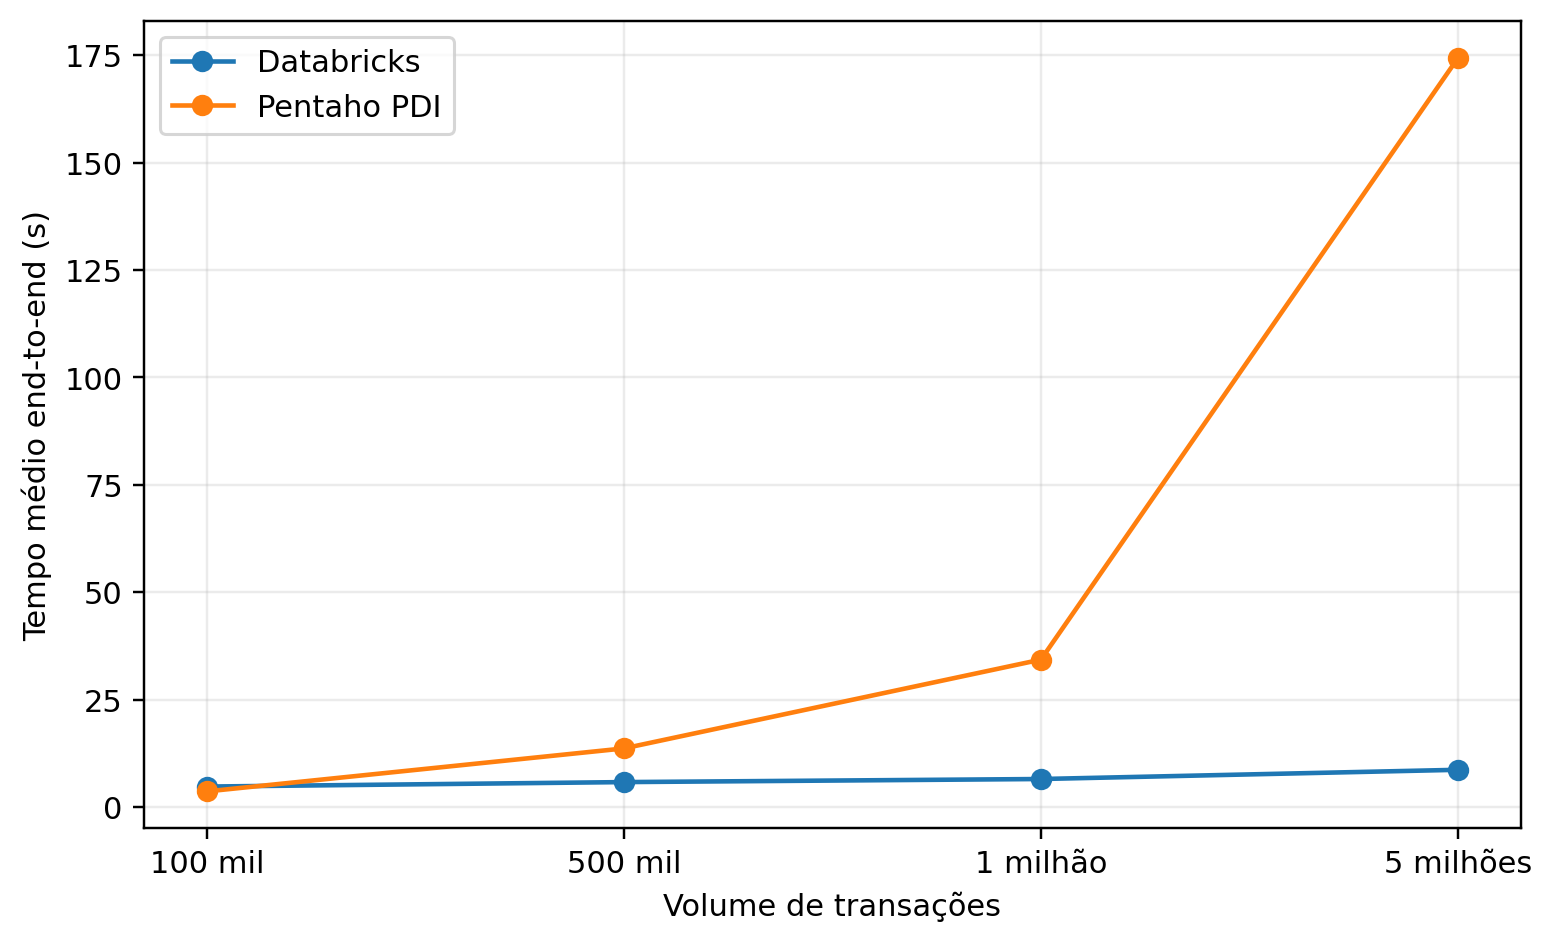 Databricks
Pentaho PDI
Tempo médio end-to-end (s)
175
150
125
100
75
50
25
0
100 mil
500 mil
1 milhão
5 milhões
Volume de transações